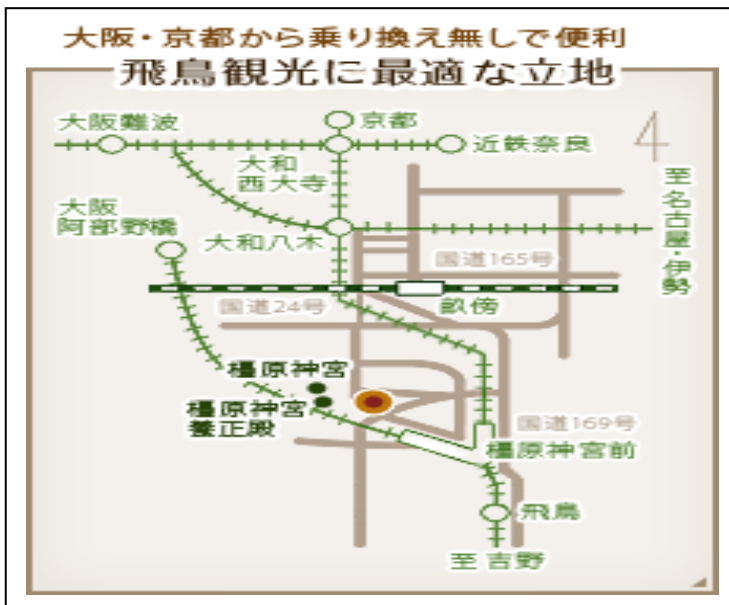 大阪・京都から乗り換え無しで便利
飛鳥観光に最適な立地
京都
大阪難波
近鉄奈良
大和
西大寺
至名古屋・伊勢
大阪
阿部野橋
大和八木
国道165号
国道24号
畝傍
橿原神宮
橿原神宮
養正殿
国道169号
橿原神宮前
飛鳥
至吉野